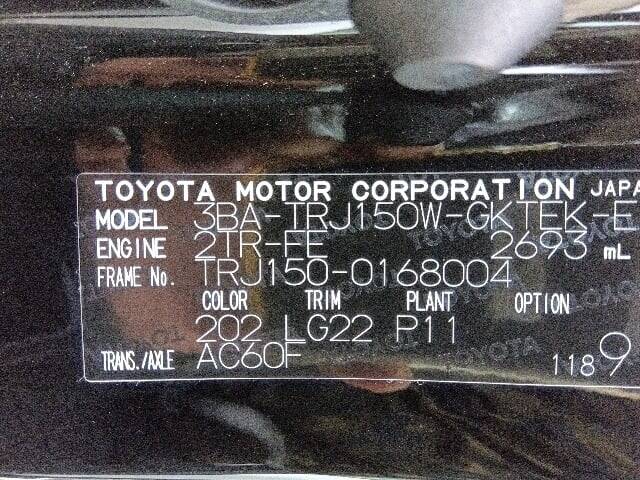 TOYOTA MOTOR CORPORATION JAPA
MODEL 3BA-TRJ150W-GKTEK-E
ENGINE 2TR-FE 2693 mL
FRAME No. TRJ150-0168004
COLOR TRIM PLANT OPTION
202 LG22 P11
TRANS./AXLE AC60F
1189